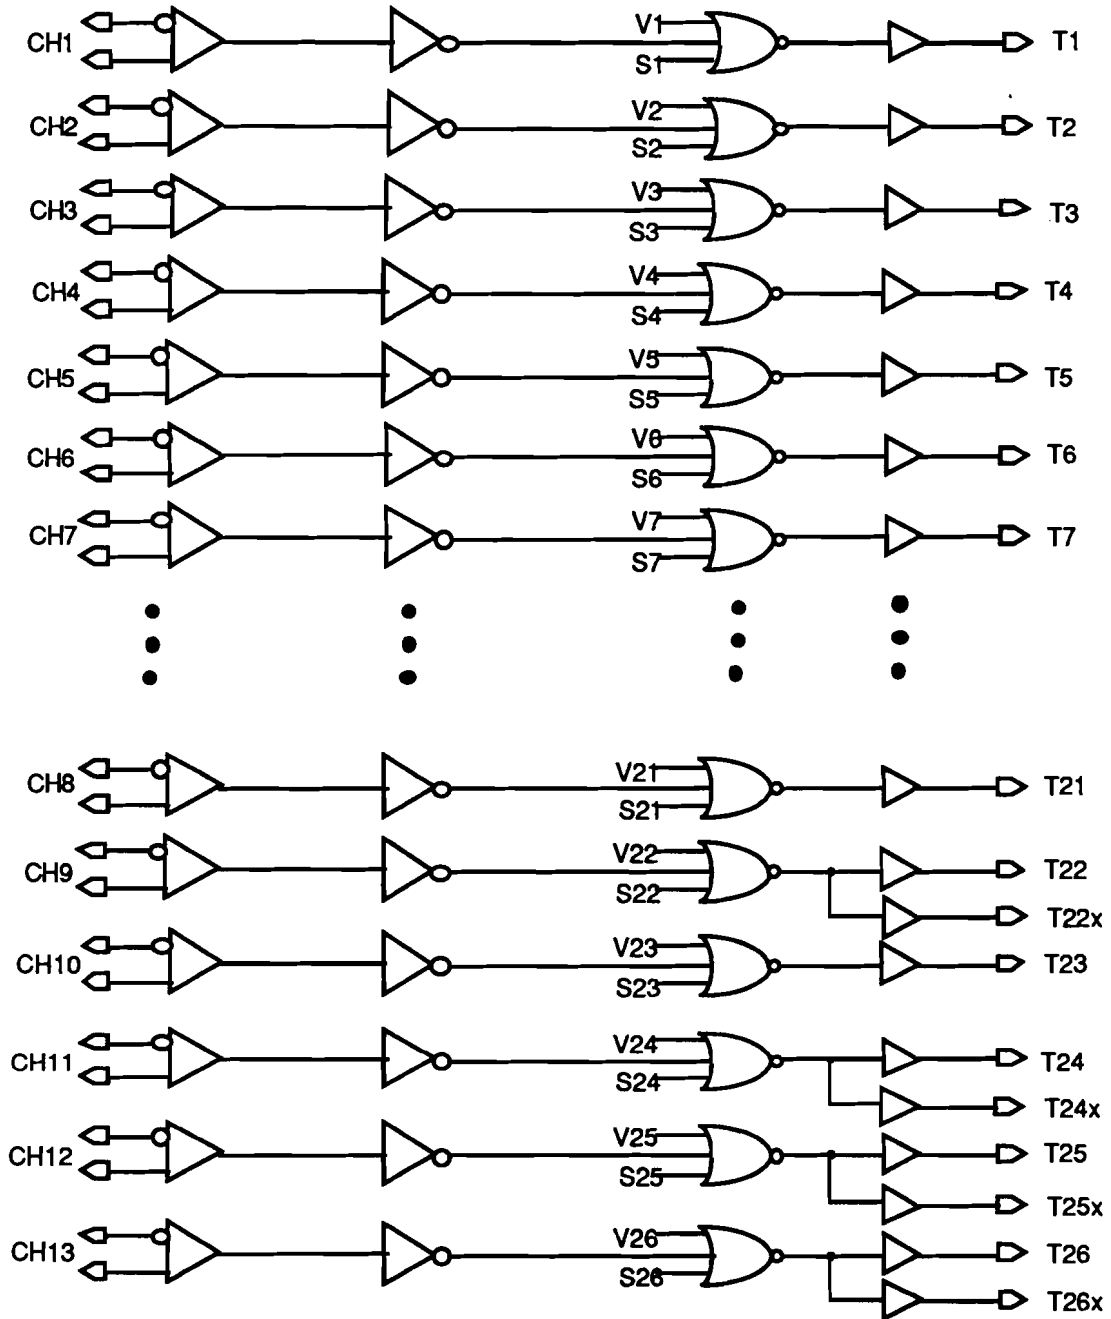 CH1 V1 S1 T1
CH2 V2 S2 T2
CH3 V3 S3 T3
CH4 V4 S4 T4
CH5 V5 S5 T5
CH6 V6 S6 T6
CH7 V7 S7 T7
CH8 V21 S21 T21
CH9 V22 S22 T22
T22x
CH10 V23 S23 T23
CH11 V24 S24 T24
T24x
CH12 V25 S25 T25
T25x
CH13 V26 S26 T26
T26x